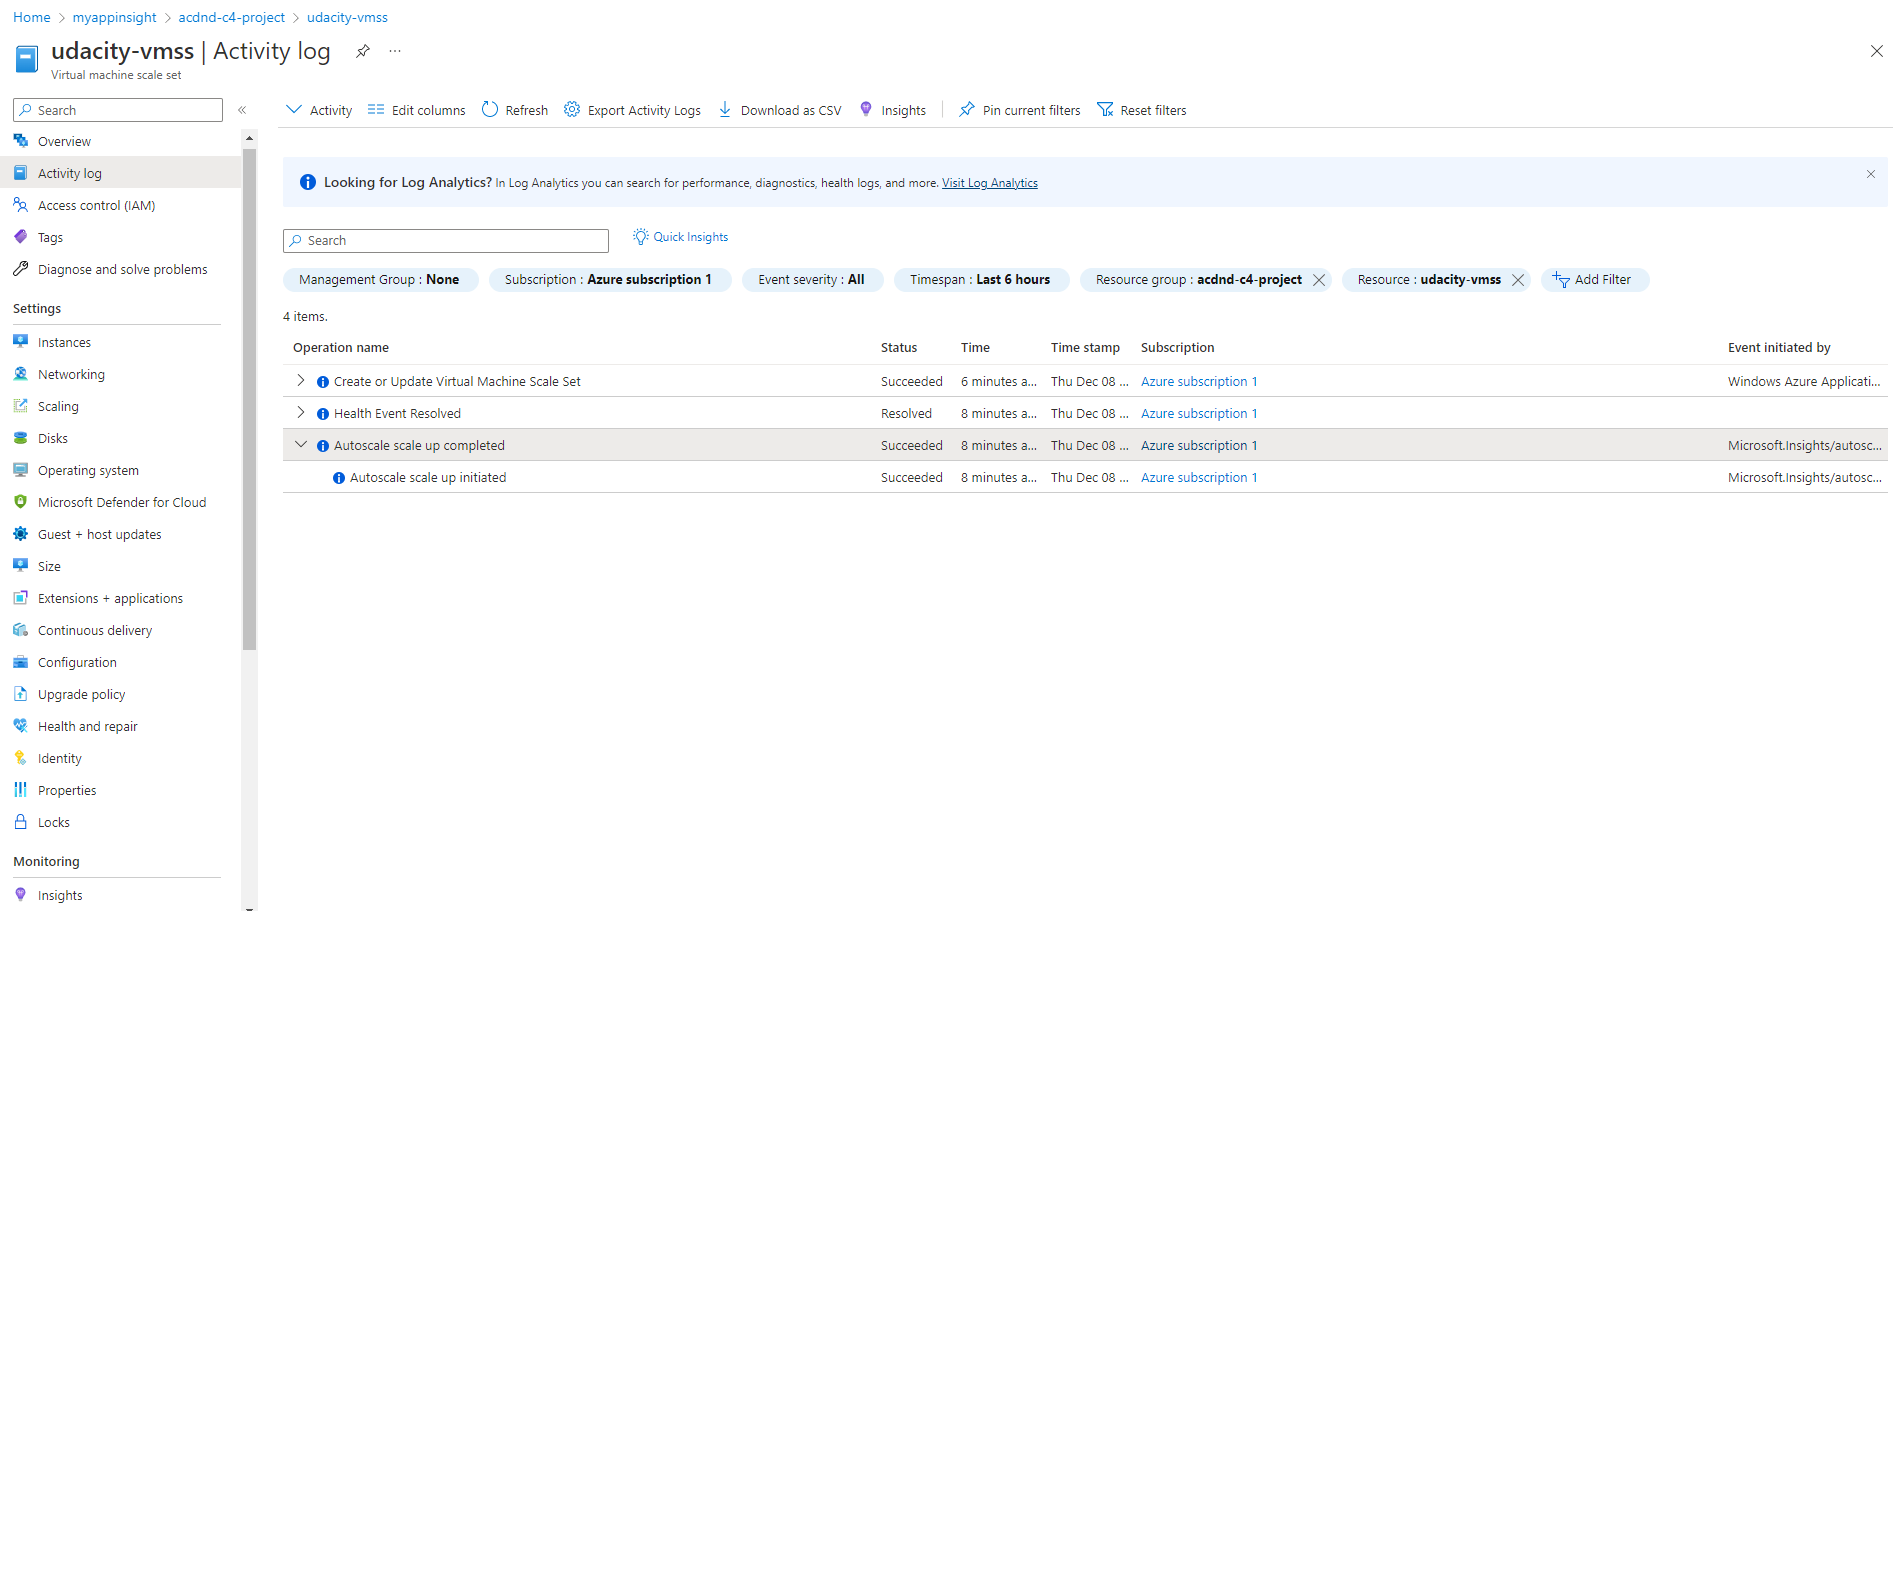 Home > myappinsight > acdnd-c4-project > udacity-vmss
udacity-vmss | Activity log
Virtual machine scale set
Search
Overview
Activity log
Access control (IAM)
Tags
Diagnose and solve problems
Settings
Instances
Networking
Scaling
Disks
Operating system
Microsoft Defender for Cloud
Guest + host updates
Size
Extensions + applications
Continuous delivery
Configuration
Upgrade policy
Health and repair
Identity
Properties
Locks
Monitoring
Insights
Activity Edit columns Refresh Export Activity Logs Download as CSV Insights Pin current filters Reset filters
Looking for Log Analytics? In Log Analytics you can search for performance, diagnostics, health logs, and more. Visit Log Analytics
Search Quick Insights
Management Group : None Subscription : Azure subscription 1 Event severity : All Timespan : Last 6 hours Resource group : acdnd-c4-project Resource : udacity-vmss Add Filter
4 items.
Operation name Status Time Time stamp Subscription Event initiated by
Create or Update Virtual Machine Scale Set Succeeded 6 minutes a... Thu Dec 08 ... Azure subscription 1 Windows Azure Applicati...
Health Event Resolved Resolved 8 minutes a... Thu Dec 08 ... Azure subscription 1
Autoscale scale up completed Succeeded 8 minutes a... Thu Dec 08 ... Azure subscription 1 Microsoft.Insights/autosc...
Autoscale scale up initiated Succeeded 8 minutes a... Thu Dec 08 ... Azure subscription 1 Microsoft.Insights/autosc...